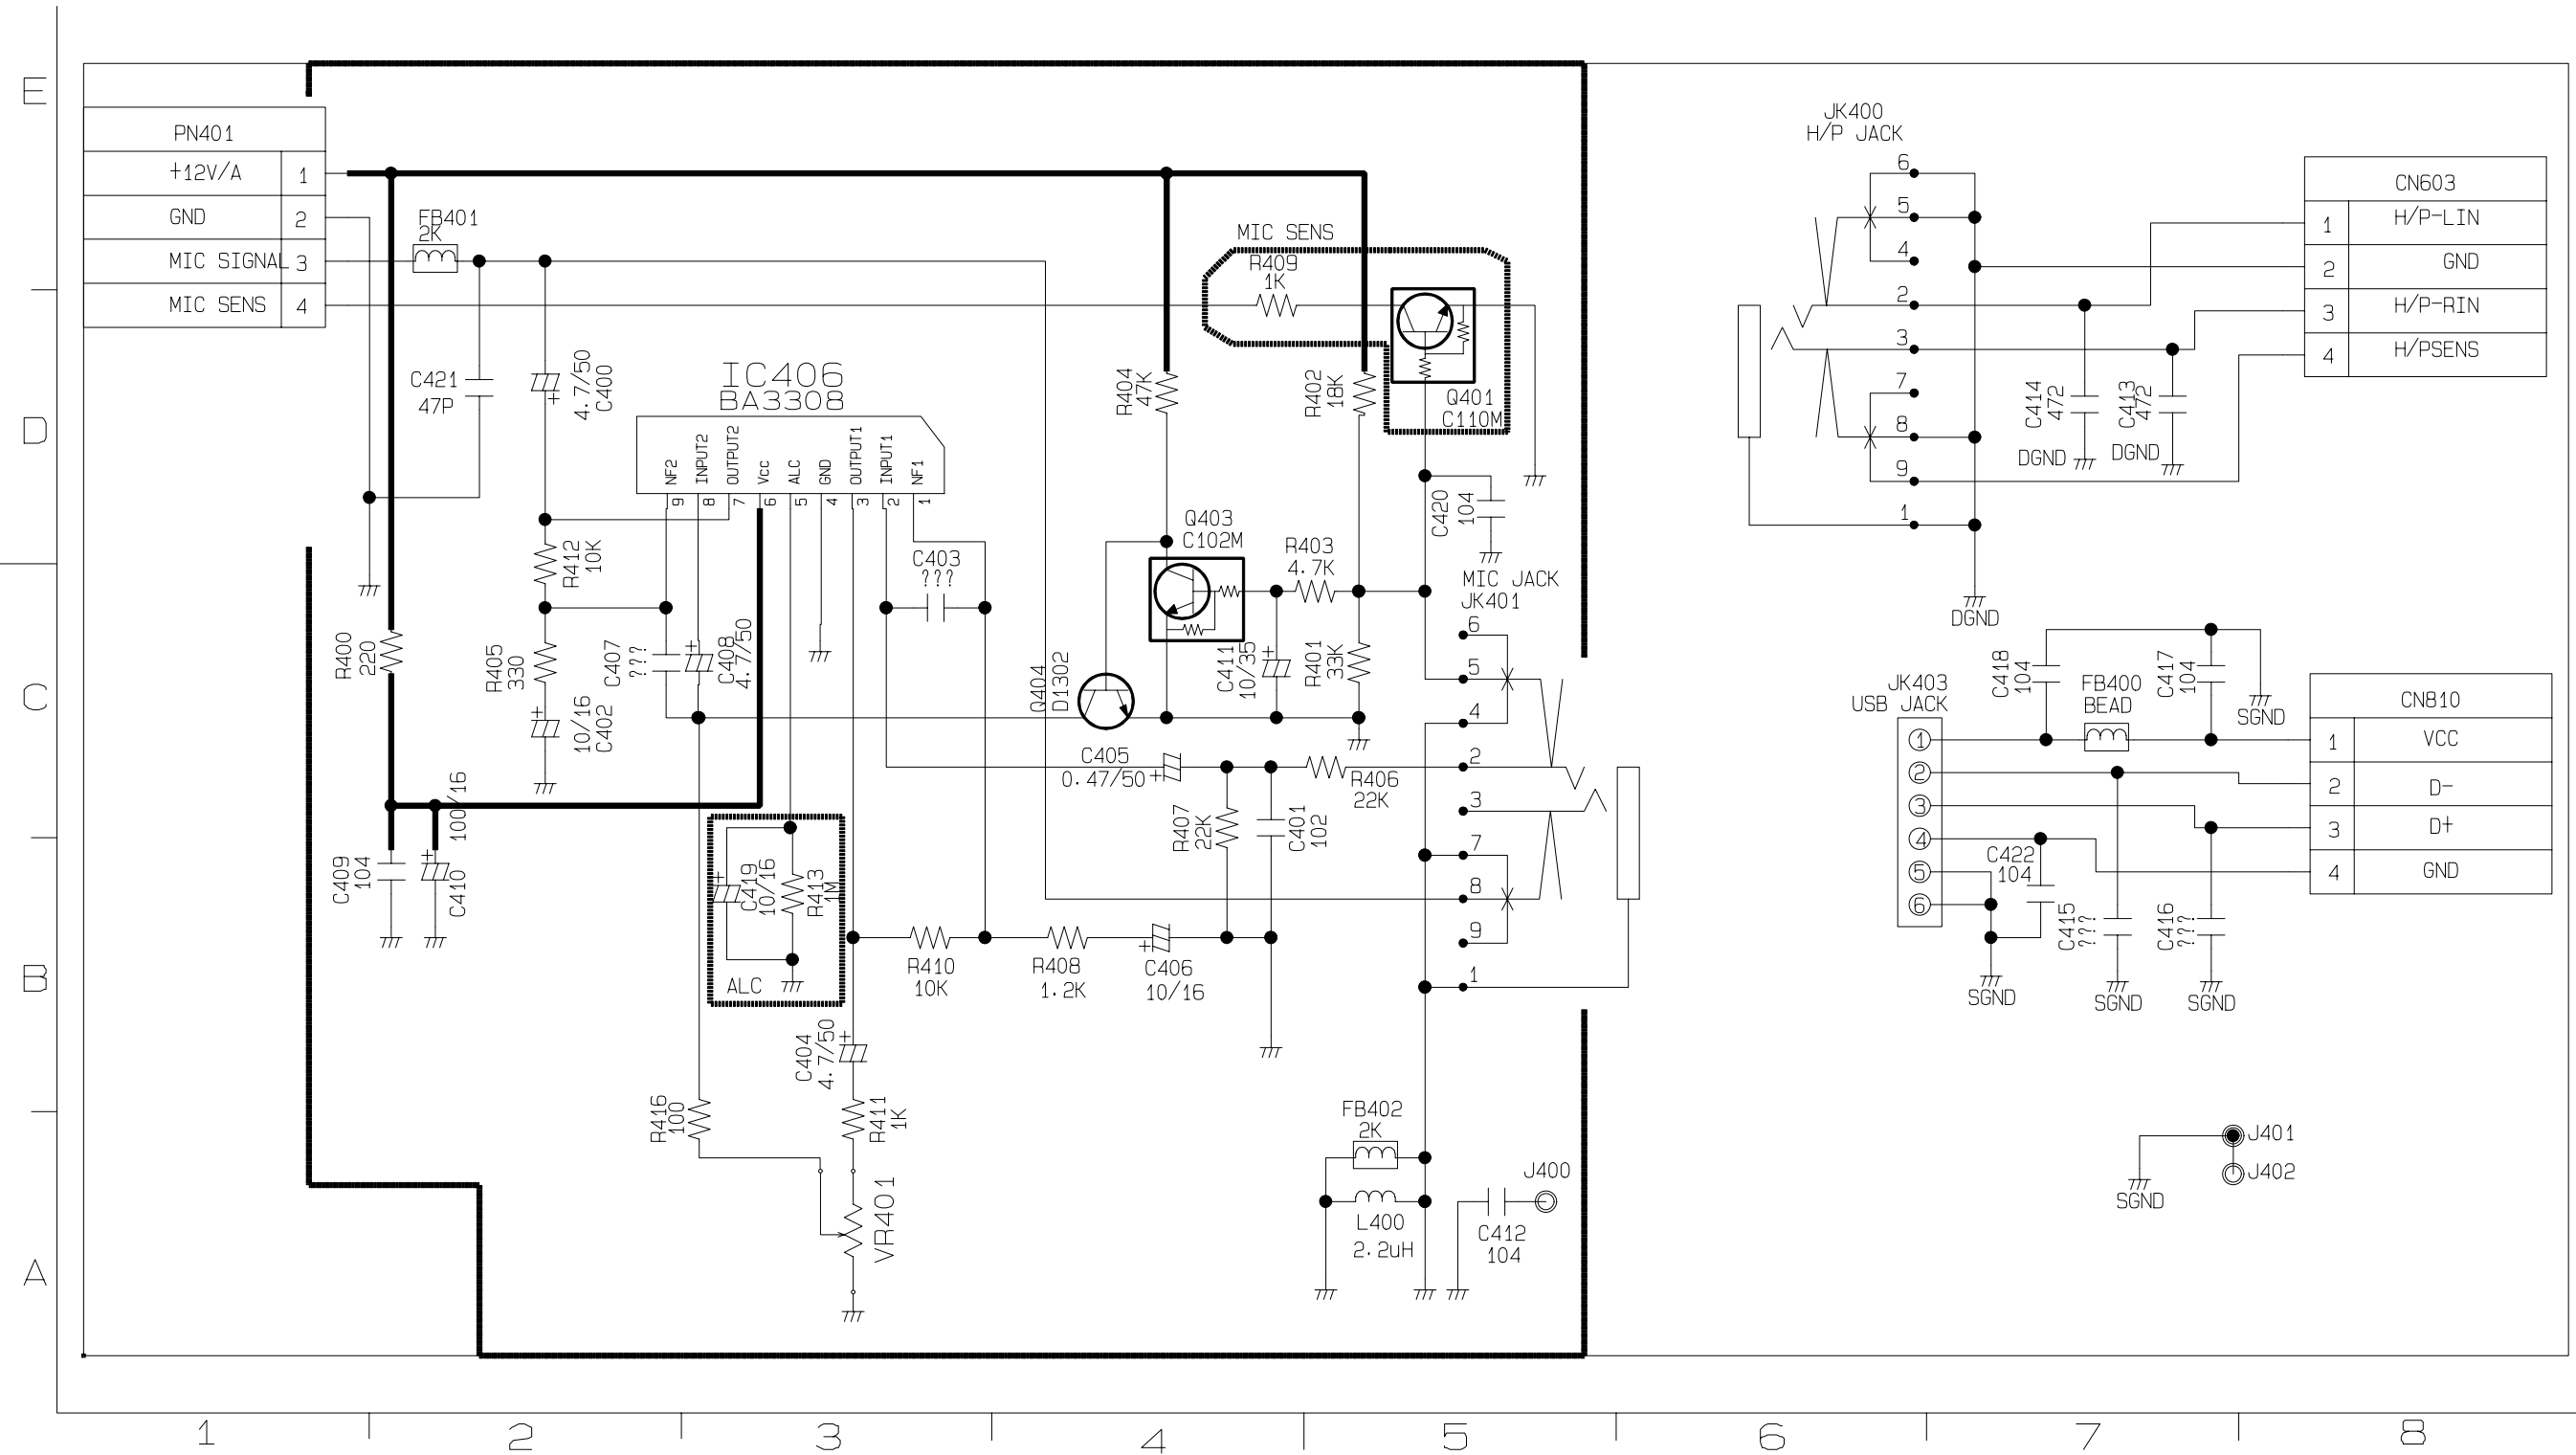 E
D
C
B
A
1
2
3
4
5
6
7
8
PN401
+12V/A 1
GND 2
MIC SIGNAL 3
MIC SENS 4
FB401
2K
C421
47P
4.7/50
C400
IC406
BA3308
NF2
INPUT2
OUTPUT2
Vcc
ALC
GND
OUTPUT1
INPUT1
NF1
9
8
7
6
5
4
3
2
1
R412
10K
C403
???
R400
220
R405
330
C407
???
C408
4.7/50
10/16
C402
100/16
C409
104
C410
C419
10/16
R413
1M
ALC
R410
10K
R408
1.2K
C406
10/16
C404
4.7/50
R416
100
R411
1K
VR401
MIC SENS
R409
1K
R404
47K
R402
18K
Q401
C110M
Q403
C102M
R403
4.7K
C420
104
Q404
D1302
C411
10/35
R401
33K
C405
0.47/50
R406
22K
R407
22K
C401
102
MIC JACK
JK401
6
5
4
2
3
7
8
9
1
FB402
2K
L400
2.2uH
C412
104
J400
JK400
H/P JACK
6
5
4
2
3
7
8
9
1
C414
472
C413
472
DGND
DGND
DGND
CN603
1 H/P-LIN
2 GND
3 H/P-RIN
4 H/PSENS
JK403
USB JACK
1
2
3
4
5
6
C418
104
FB400
BEAD
C417
104
SGND
CN810
1 VCC
2 D-
3 D+
4 GND
C422
104
C415
???
C416
???
SGND
SGND
SGND
J401
J402
SGND